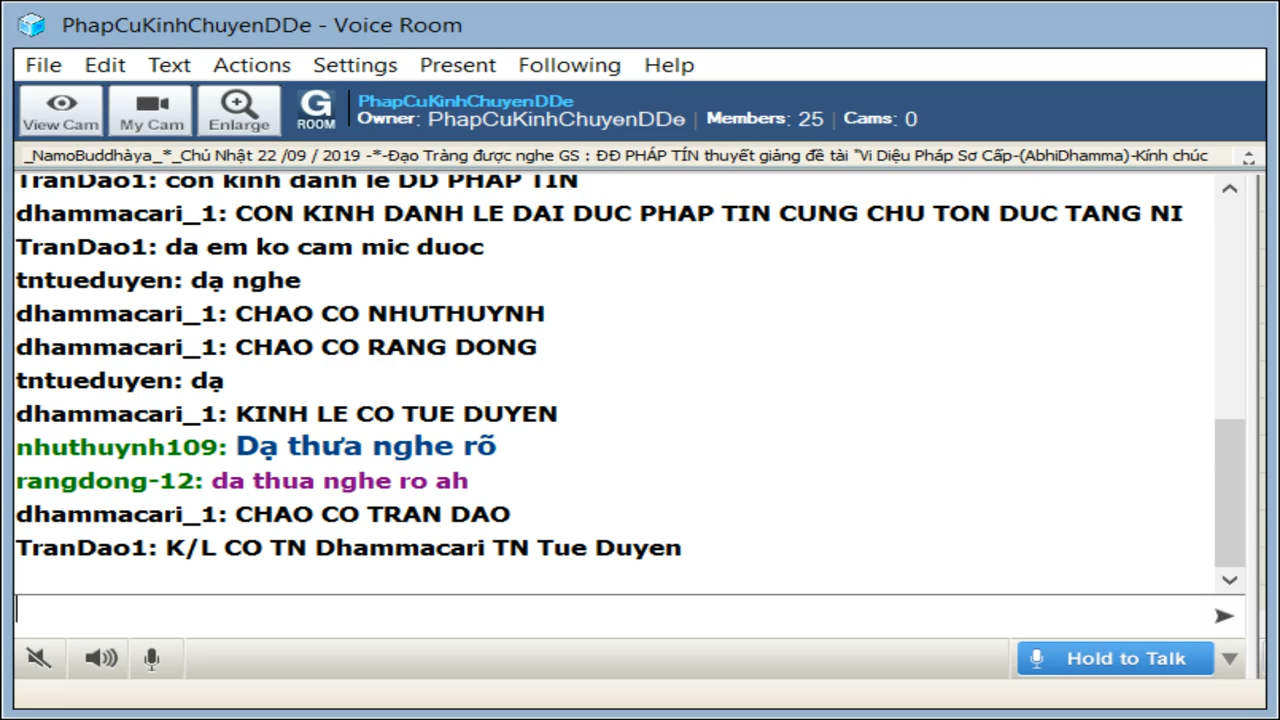 PhapCuKinhChuyenDDe - Voice Room
File Edit Text Actions Settings Present Following Help
View Cam My Cam Enlarge G ROOM PhapCuKinhChuyenDDe
Owner: PhapCuKinhChuyenDDe | Members: 25 | Cams: 0
_NamoBuddhàya_*_Chủ Nhật 22 /09 / 2019 -*-Đạo Tràng được nghe GS : ĐĐ PHÁP TÍN thuyết giảng đề tài "Vi Diệu Pháp Sơ Cấp-(AbhiDhamma)-Kính chúc
TranDao1: con kinh danh le DD PHAP TIN
dhammacari_1: CON KINH DANH LE DAI DUC PHAP TIN CUNG CHU TON DUC TANG NI
TranDao1: da em ko cam mic duoc
tntueduyen: dạ nghe
dhammacari_1: CHAO CO NHUTHUYNH
dhammacari_1: CHAO CO RANG DONG
tntueduyen: dạ
dhammacari_1: KINH LE CO TUE DUYEN
nhuthuynh109: Dạ thưa nghe rõ
rangdong-12: da thua nghe ro ah
dhammacari_1: CHAO CO TRAN DAO
TranDao1: K/L CO TN Dhammacari TN Tue Duyen
Hold to Talk